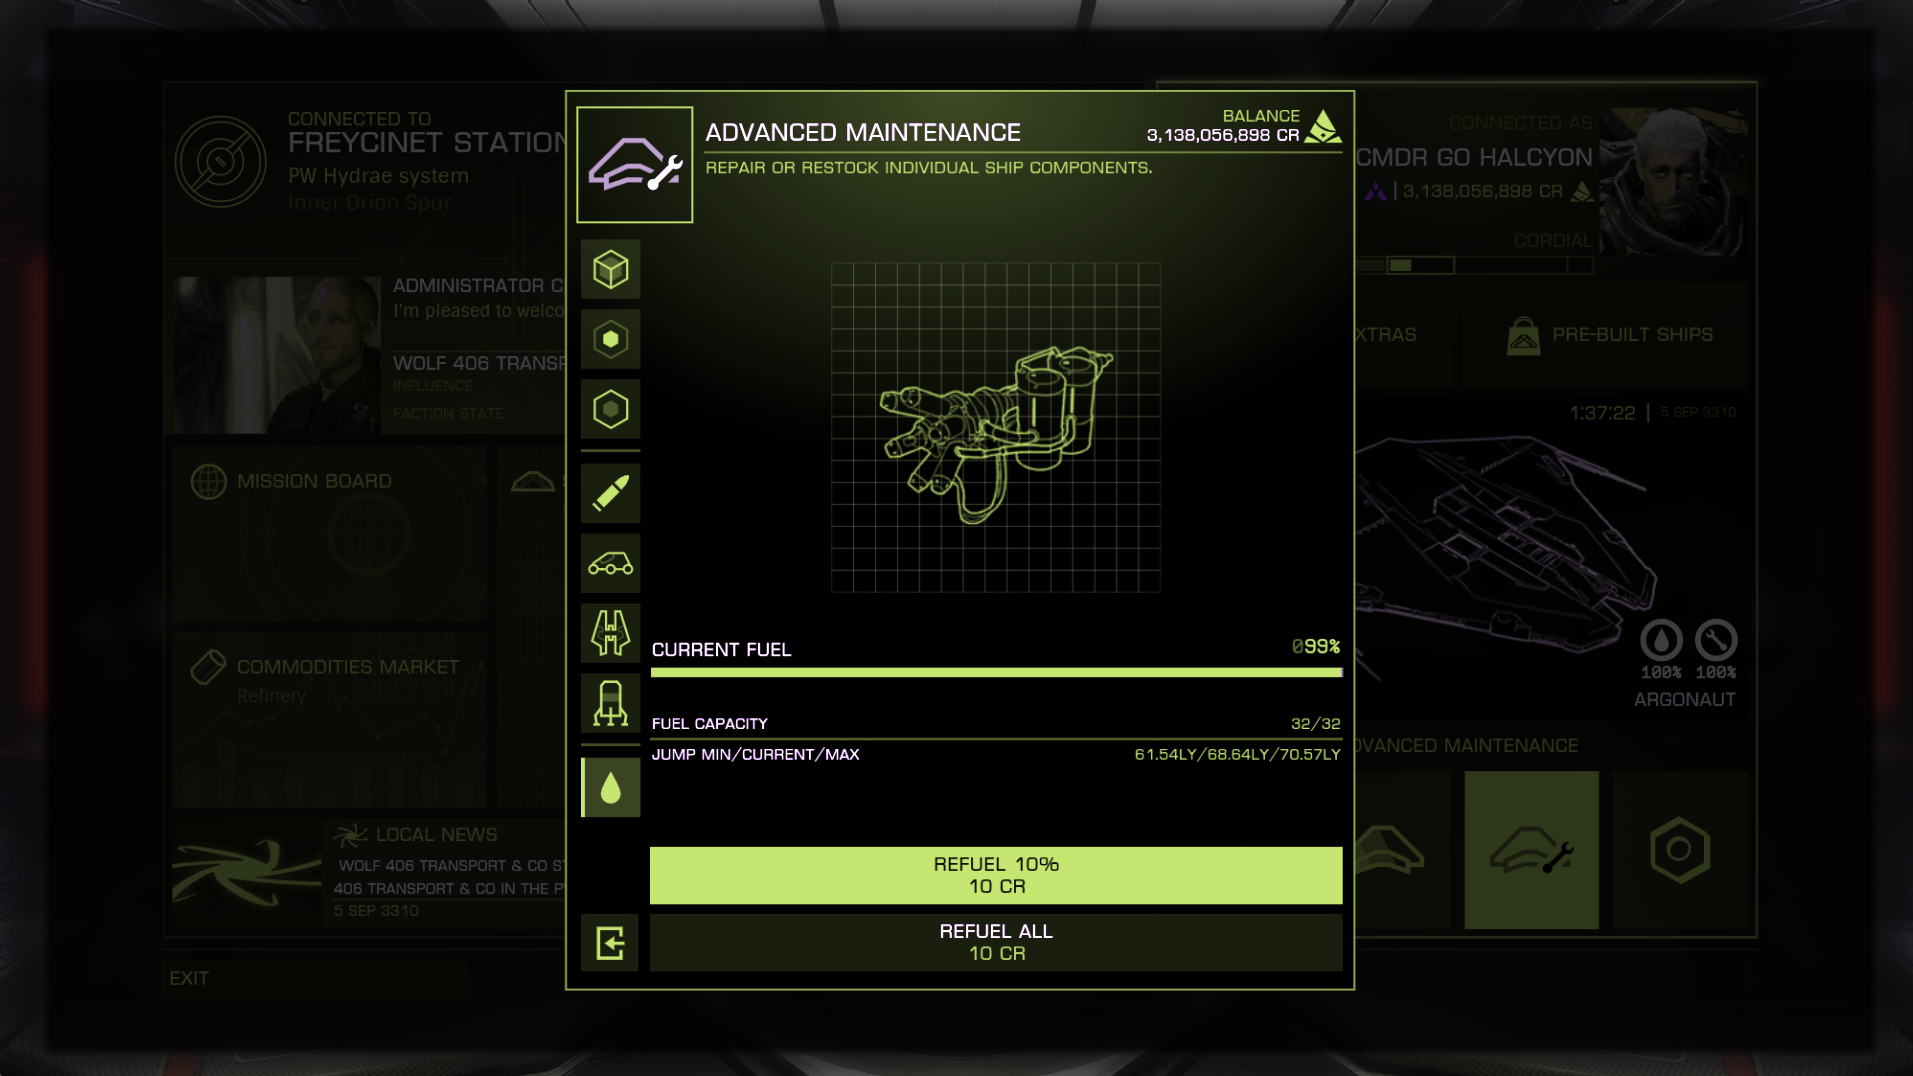 CONNECTED TO
FREYCINET STATION
PW Hydrae system
Inner Orion Spur
ADMINISTRATOR C
I'm pleased to welco
WOLF 406 TRANSP
INFLUENCE
FACTION STATE
MISSION BOARD
COMMODITIES MARKET
Refinery
LOCAL NEWS
WOLF 406 TRANSPORT & CO ST
406 TRANSPORT & CO IN THE P
5 SEP 3310
EXIT
ADVANCED MAINTENANCE
BALANCE
3,138,056,898 CR
REPAIR OR RESTOCK INDIVIDUAL SHIP COMPONENTS.
CURRENT FUEL
099%
FUEL CAPACITY
32/32
JUMP MIN/CURRENT/MAX
61.54LY/68.64LY/70.57LY
REFUEL 10%
10 CR
REFUEL ALL
10 CR
CONNECTED AS
CMDR GO HALCYON
3,138,056,898 CR
CORDIAL
XTRAS
PRE-BUILT SHIPS
1:37:22 | 5 SEP 3310
100% 100%
ARGONAUT
DVANCED MAINTENANCE